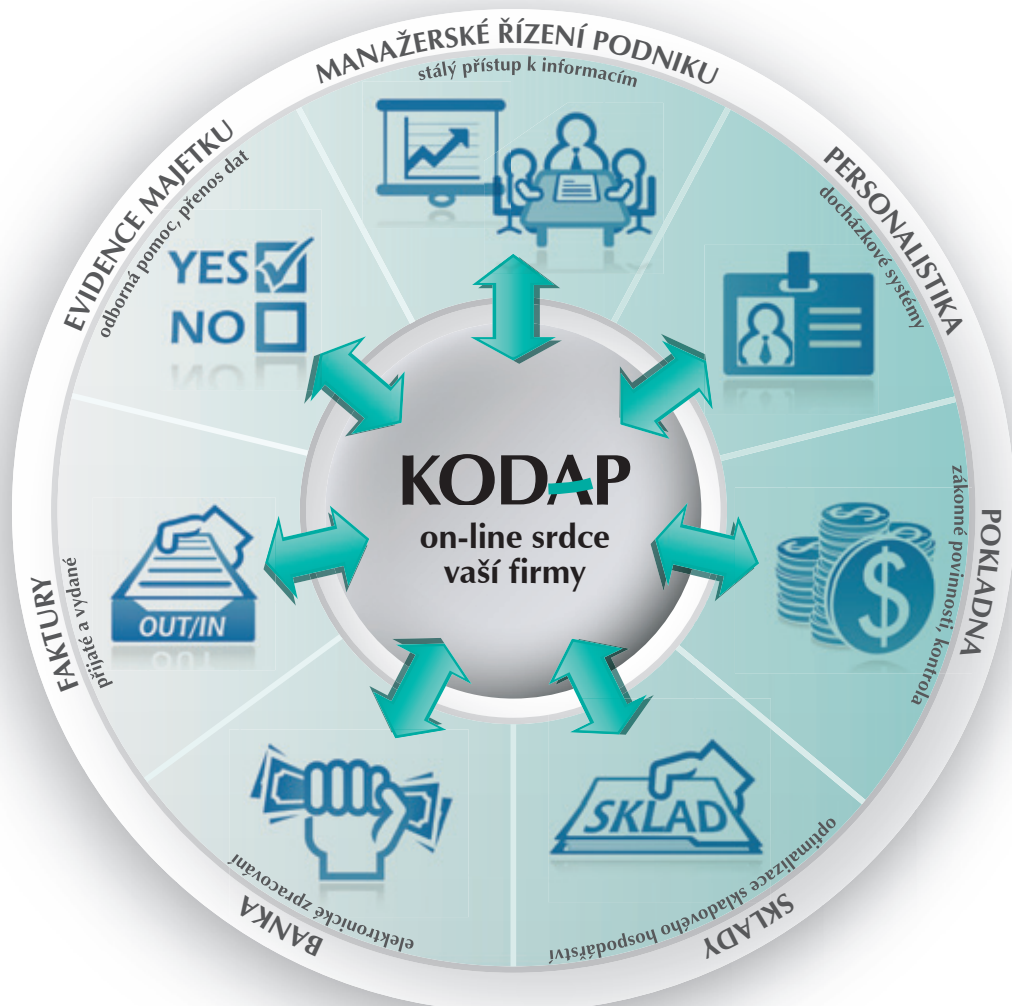 MANAŽERSKÉ ŘÍZENÍ PODNIKU
stálý přístup k informacím
PERSONALISTIKA
docházkové systémy
POKLADNA
zákonné povinnosti, kontrola
SKLADY
optimalizace skladového hospodářství
SKLAD
BANKA
elektronické zpracování
FAKTURY
přijaté a vydané
OUT/IN
EVIDENCE MAJETKU
odborná pomoc, přenos dat
YES
NO
$
KODAP
on-line srdce
vaší firmy